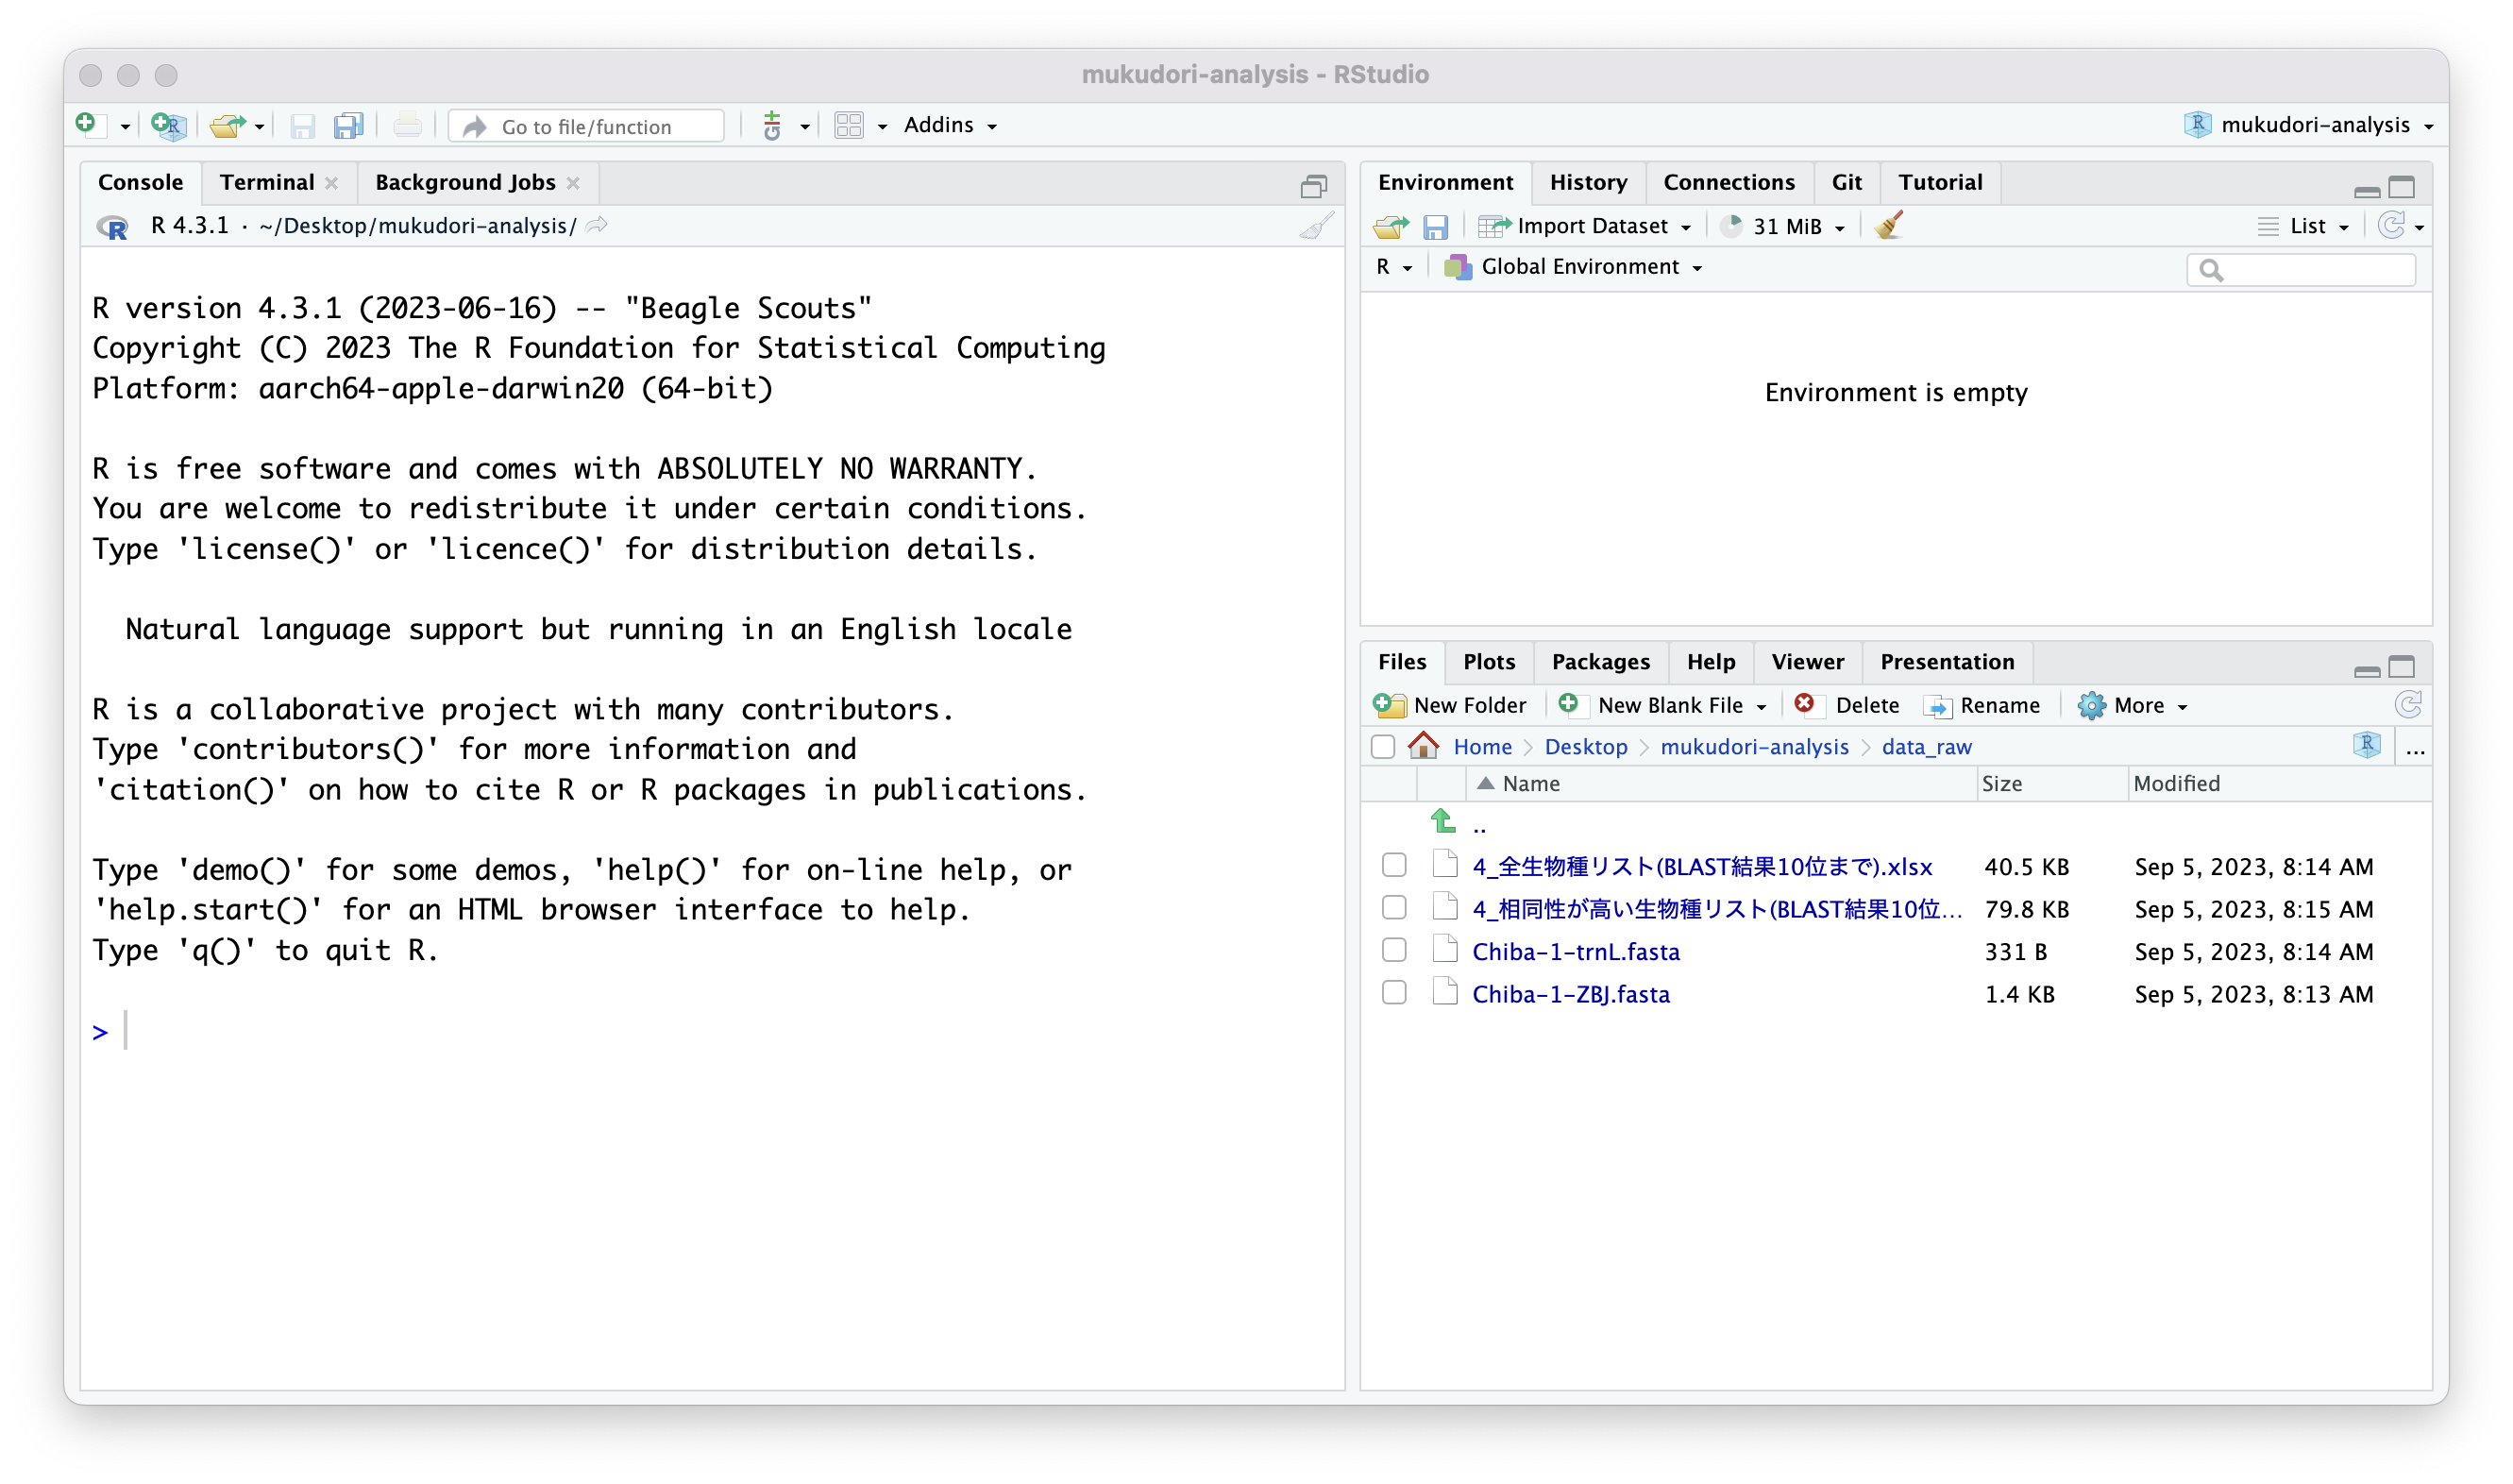 mukudori-analysis - RStudio
Go to file/function
Addins
mukudori-analysis
Console Terminal Background Jobs
R 4.3.1 · ~/Desktop/mukudori-analysis/
R version 4.3.1 (2023-06-16) -- "Beagle Scouts"
Copyright (C) 2023 The R Foundation for Statistical Computing
Platform: aarch64-apple-darwin20 (64-bit)
R is free software and comes with ABSOLUTELY NO WARRANTY.
You are welcome to redistribute it under certain conditions.
Type 'license()' or 'licence()' for distribution details.
Natural language support but running in an English locale
R is a collaborative project with many contributors.
Type 'contributors()' for more information and
'citation()' on how to cite R or R packages in publications.
Type 'demo()' for some demos, 'help()' for on-line help, or
'help.start()' for an HTML browser interface to help.
Type 'q()' to quit R.
>
Environment History Connections Git Tutorial
Import Dataset 31 MiB List
R Global Environment
Environment is empty
Files Plots Packages Help Viewer Presentation
New Folder New Blank File Delete Rename More
Home Desktop mukudori-analysis data_raw ...
Name Size Modified
..
4_全生物種リスト(BLAST結果10位まで).xlsx 40.5 KB Sep 5, 2023, 8:14 AM
4_相同性が高い生物種リスト(BLAST結果10位... 79.8 KB Sep 5, 2023, 8:15 AM
Chiba-1-trnL.fasta 331 B Sep 5, 2023, 8:14 AM
Chiba-1-ZBJ.fasta 1.4 KB Sep 5, 2023, 8:13 AM